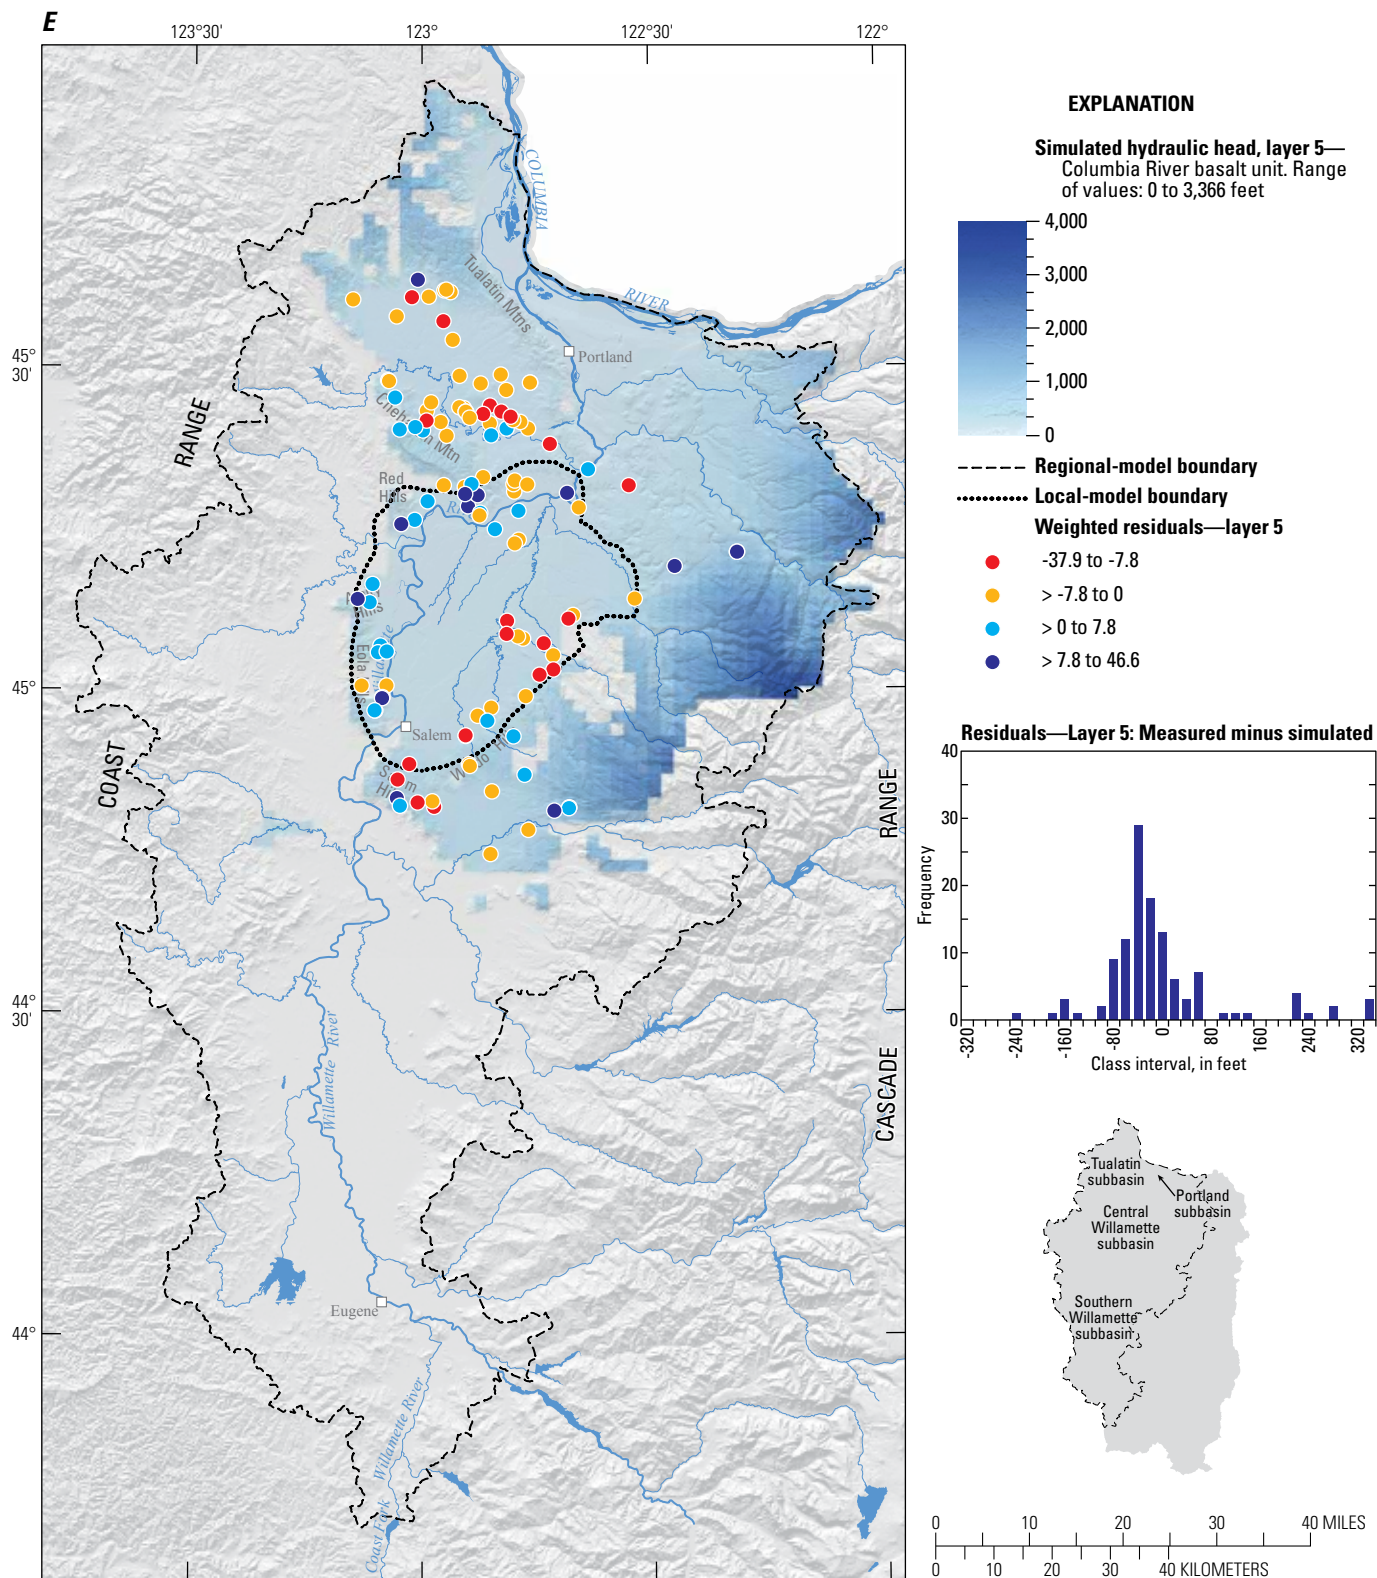 E
123°30'
123°
122°30'
122°
45°
30'
45°
44°
30'
44°
COLUMBIA
RIVER
Tualatin Mtns
Portland
Chehalem Mtn
Red
Hills
RANGE
Eola Hills
Salem
Salem
Hills
COAST
RANGE
CASCADE
Willamette River
Eugene
Coast Fork Willamette River
EXPLANATION
Simulated hydraulic head, layer 5—
Columbia River basalt unit. Range
of values: 0 to 3,366 feet
4,000
3,000
2,000
1,000
0
Regional-model boundary
Local-model boundary
Weighted residuals—layer 5
-37.9 to -7.8
> -7.8 to 0
> 0 to 7.8
> 7.8 to 46.6
Residuals—Layer 5: Measured minus simulated
40
30
20
10
0
Frequency
-320
-240
-160
-80
0
80
160
240
320
Class interval, in feet
Tualatin
subbasin
Portland
subbasin
Central
Willamette
subbasin
Southern
Willamette
subbasin
0 10 20 30 40 MILES
0 10 20 30 40 KILOMETERS